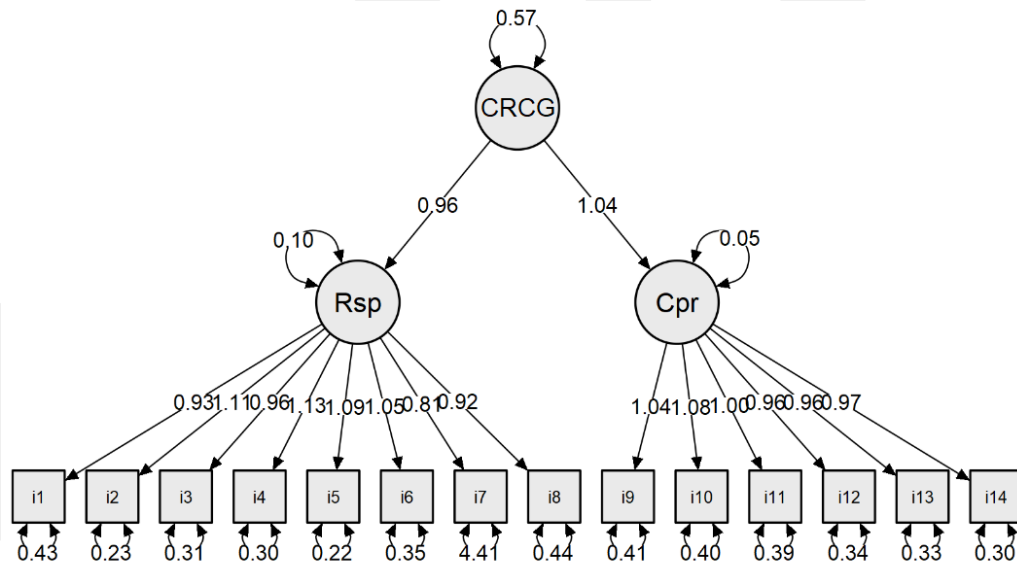 0.57
CRCG
0.96 1.04
0.10 0.05
Rsp Cpr
0.93 1.11 0.96 1.13 1.09 1.05 0.81 0.92 1.04 1.08 1.00 0.96 0.96 0.97
i1 i2 i3 i4 i5 i6 i7 i8 i9 i10 i11 i12 i13 i14
0.43 0.23 0.31 0.30 0.22 0.35 4.41 0.44 0.41 0.40 0.39 0.34 0.33 0.30